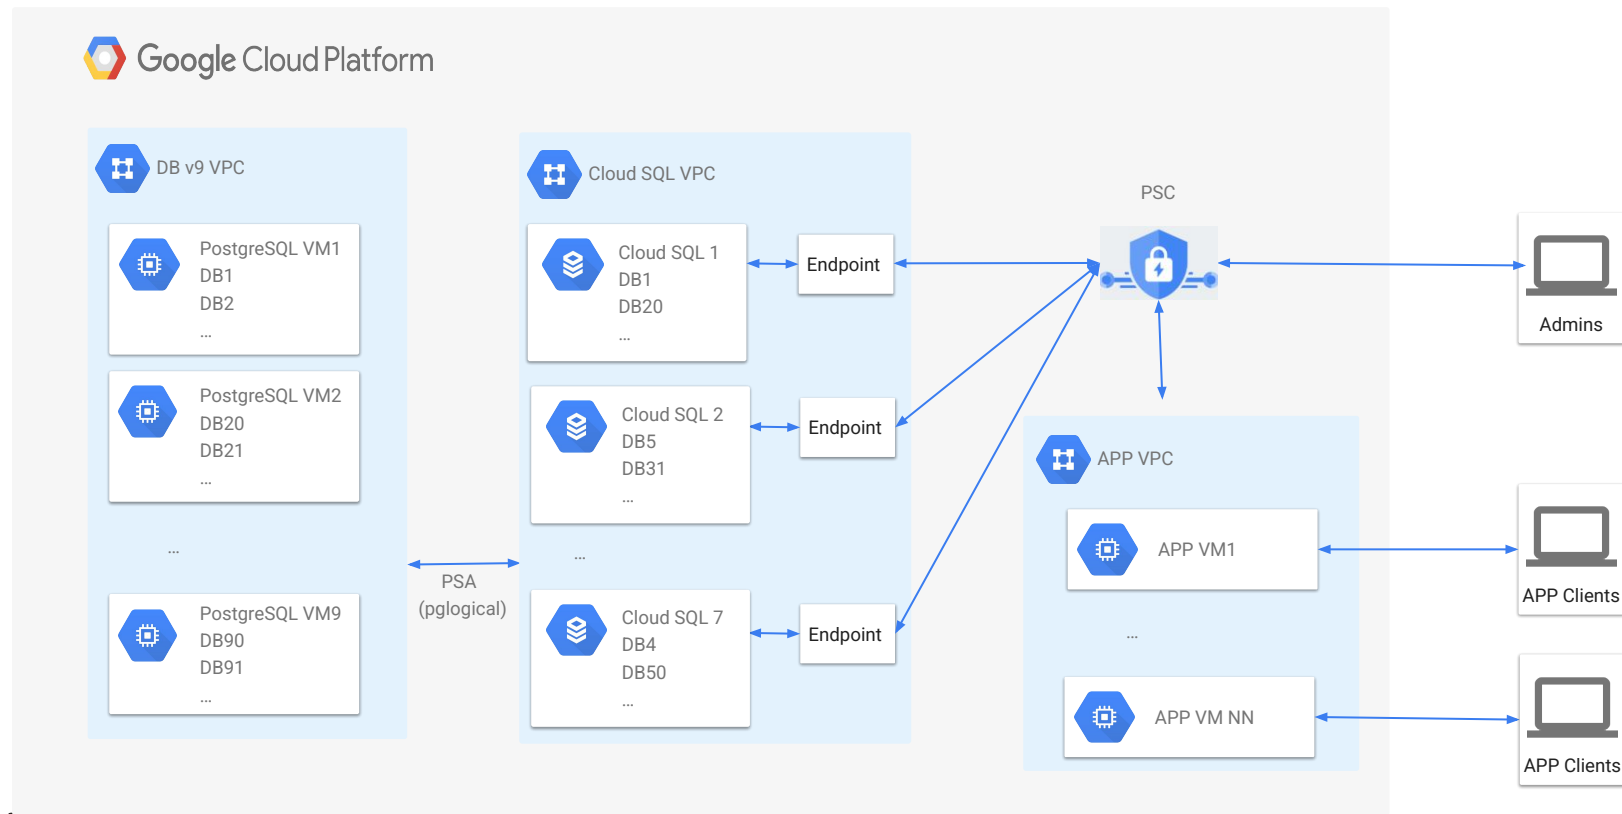 Google Cloud Platform
DB v9 VPC
PostgreSQL VM1
DB1
DB2
...
PostgreSQL VM2
DB20
DB21
...
...
PostgreSQL VM9
DB90
DB91
...
PSA
(pglogical)
Cloud SQL VPC
Cloud SQL 1
DB1
DB20
...
Endpoint
Cloud SQL 2
DB5
DB31
...
Endpoint
...
Cloud SQL 7
DB4
DB50
...
Endpoint
PSC
APP VPC
APP VM1
...
APP VM NN
Admins
APP Clients
APP Clients